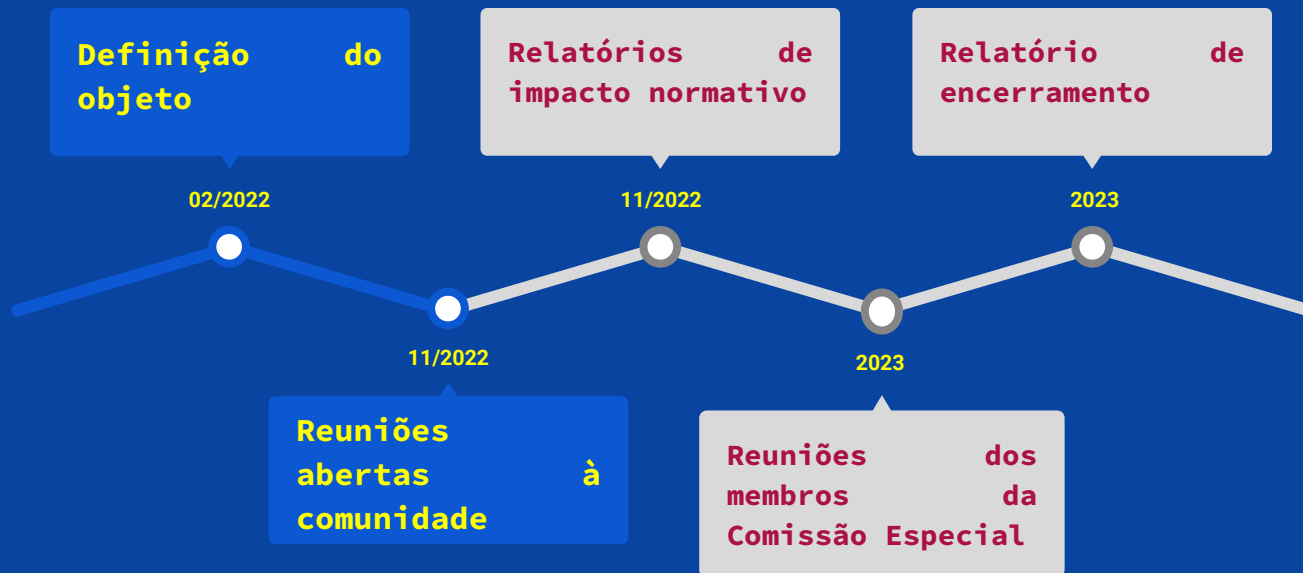 Definição do
objeto
02/2022
Reuniões
abertas à
comunidade
11/2022
Relatórios de
impacto normativo
11/2022
Reuniões dos
membros da
Comissão Especial
2023
Relatório de
encerramento
2023